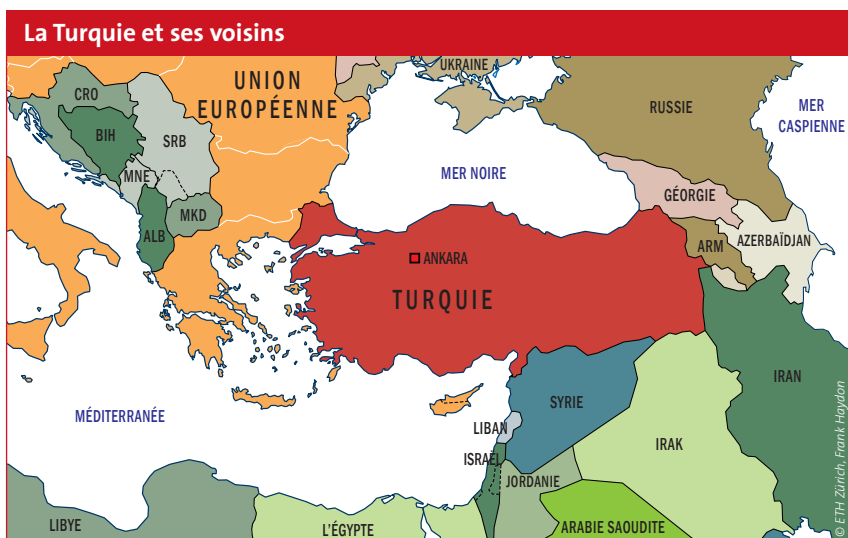 La Turquie et ses voisins
UKRAINE
CRO
UNION
EUROPÉENNE
RUSSIE
MER
CASPIENNE
BIH
SRB
MNE
MER NOIRE
GÉORGIE
MKD
ALB
ARM
AZERBAÏDJAN
ANKARA
TURQUIE
IRAN
SYRIE
MÉDITERRANÉE
LIBAN
IRAK
ISRAËL
JORDANIE
LIBYE
L'ÉGYPTE
ARABIE SAOUDITE
© ETH Zürich, Frank Haydon